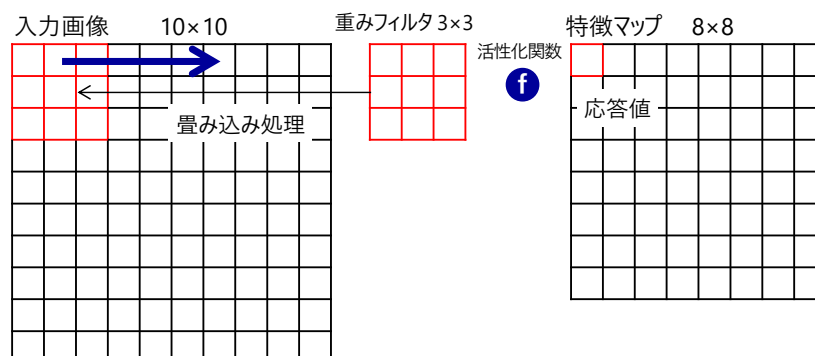 入力画像 10×10
重みフィルタ 3×3
活性化関数
f
特徴マップ 8×8
応答値
畳み込み処理